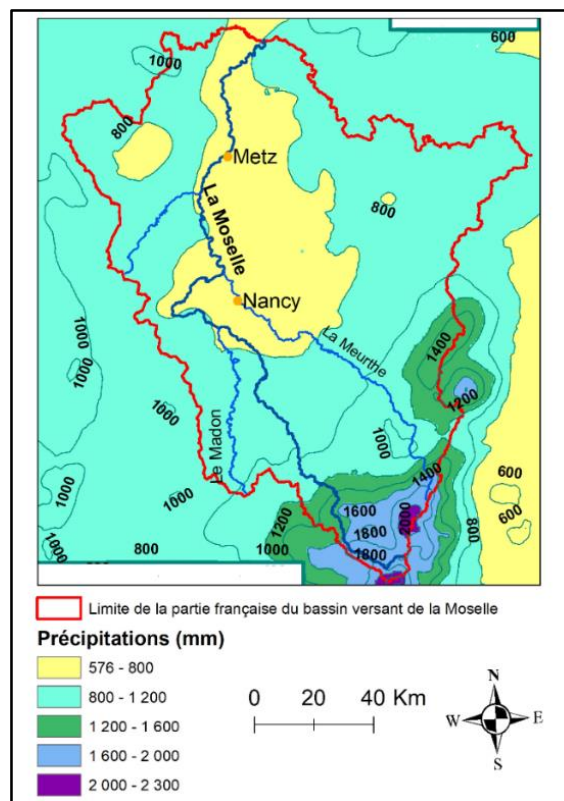 1000
600
800
Metz
La Moselle
800
Nancy
La Meurthe
1400
1200
1000
1000
1000
Le Madon
1000
1400
600
600
1600
2000
1800
1800
1200
1000
800
1000
1000
800
Limite de la partie française du bassin versant de la Moselle
Précipitations (mm)
576 - 800
800 - 1 200
1 200 - 1 600
1 600 - 2 000
2 000 - 2 300
0 20 40 Km
N
W E
S